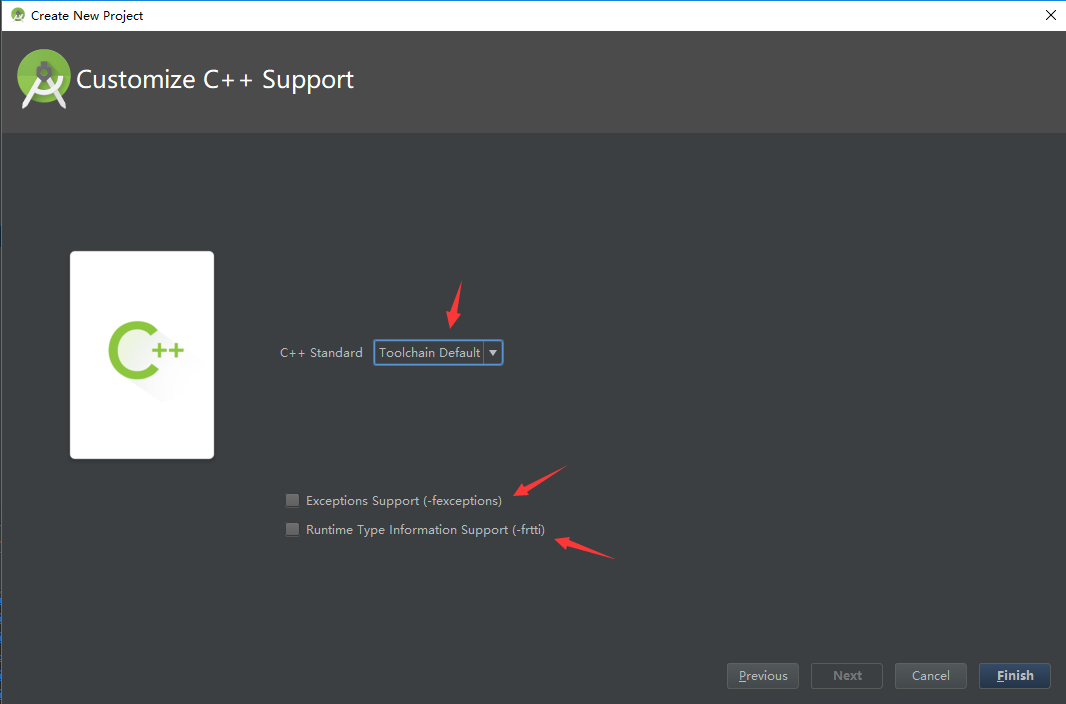 Create New Project
Customize C++ Support
C++
C++ Standard Toolchain Default
Exceptions Support (-fexceptions)
Runtime Type Information Support (-frtti)
Previous Next Cancel Finish